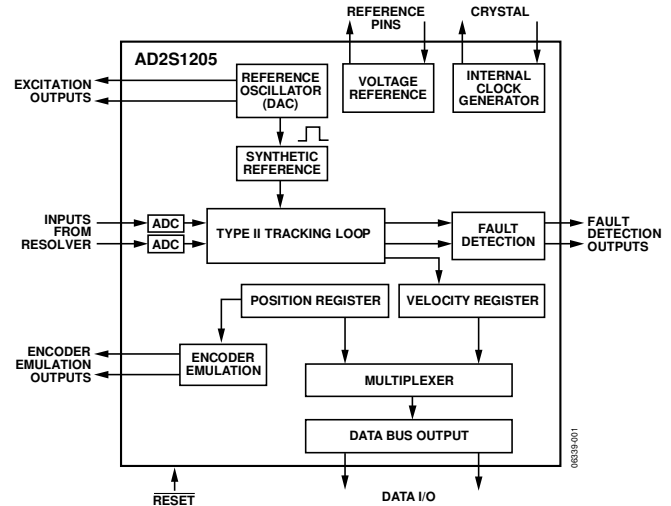 REFERENCE
PINS
CRYSTAL
AD2S1205
EXCITATION
OUTPUTS
REFERENCE
OSCILLATOR
(DAC)
VOLTAGE
REFERENCE
INTERNAL
CLOCK
GENERATOR
SYNTHETIC
REFERENCE
INPUTS
FROM
RESOLVER
ADC
ADC
TYPE II TRACKING LOOP
FAULT
DETECTION
FAULT
DETECTION
OUTPUTS
POSITION REGISTER
VELOCITY REGISTER
ENCODER
EMULATION
OUTPUTS
ENCODER
EMULATION
MULTIPLEXER
DATA BUS OUTPUT
RESET
DATA I/O
06339-001